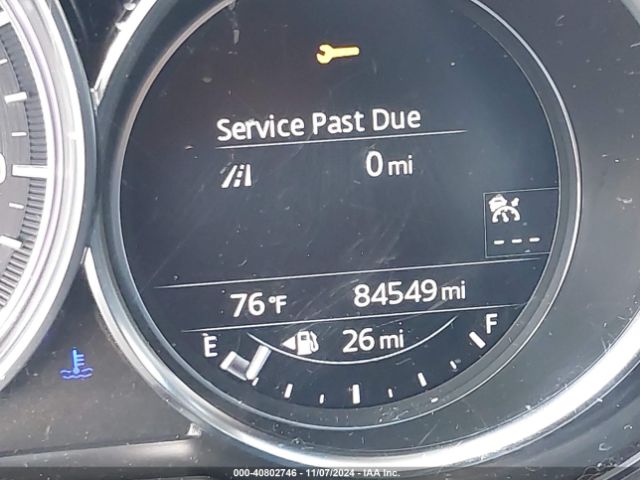 Service Past Due
0 mi
- - -
76°F 84549 mi
E 26 mi F
000-40802746 - 11/07/2024 - IAA Inc.